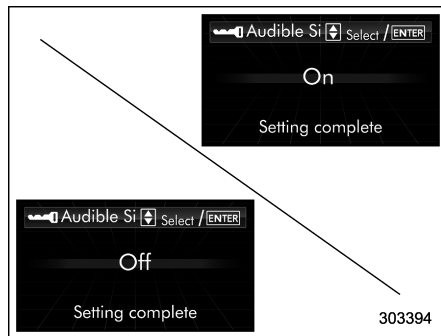 Audible Si Select / ENTER
On
Setting complete
Audible Si Select / ENTER
Off
Setting complete
303394